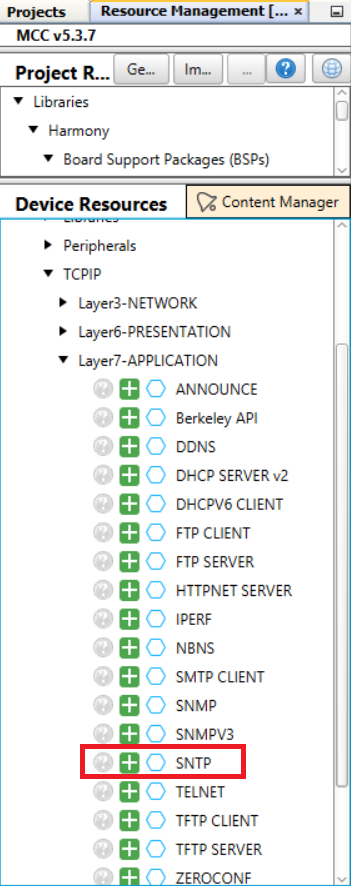 Projects Resource Management [... ×
MCC v5.3.7
Project R... Ge... Im... ... ?
Libraries
Harmony
Board Support Packages (BSPs)
Device Resources Content Manager
Libraries
Peripherals
TCPIP
Layer3-NETWORK
Layer6-PRESENTATION
Layer7-APPLICATION
? ANNOUNCE
? Berkeley API
? DDNS
? DHCP SERVER v2
? DHCPV6 CLIENT
? FTP CLIENT
? FTP SERVER
? HTTPNET SERVER
? IPERF
? NBNS
? SMTP CLIENT
? SNMP
? SNMPV3
? SNTP
? TELNET
? TFTP CLIENT
? TFTP SERVER
? ZEROCONF